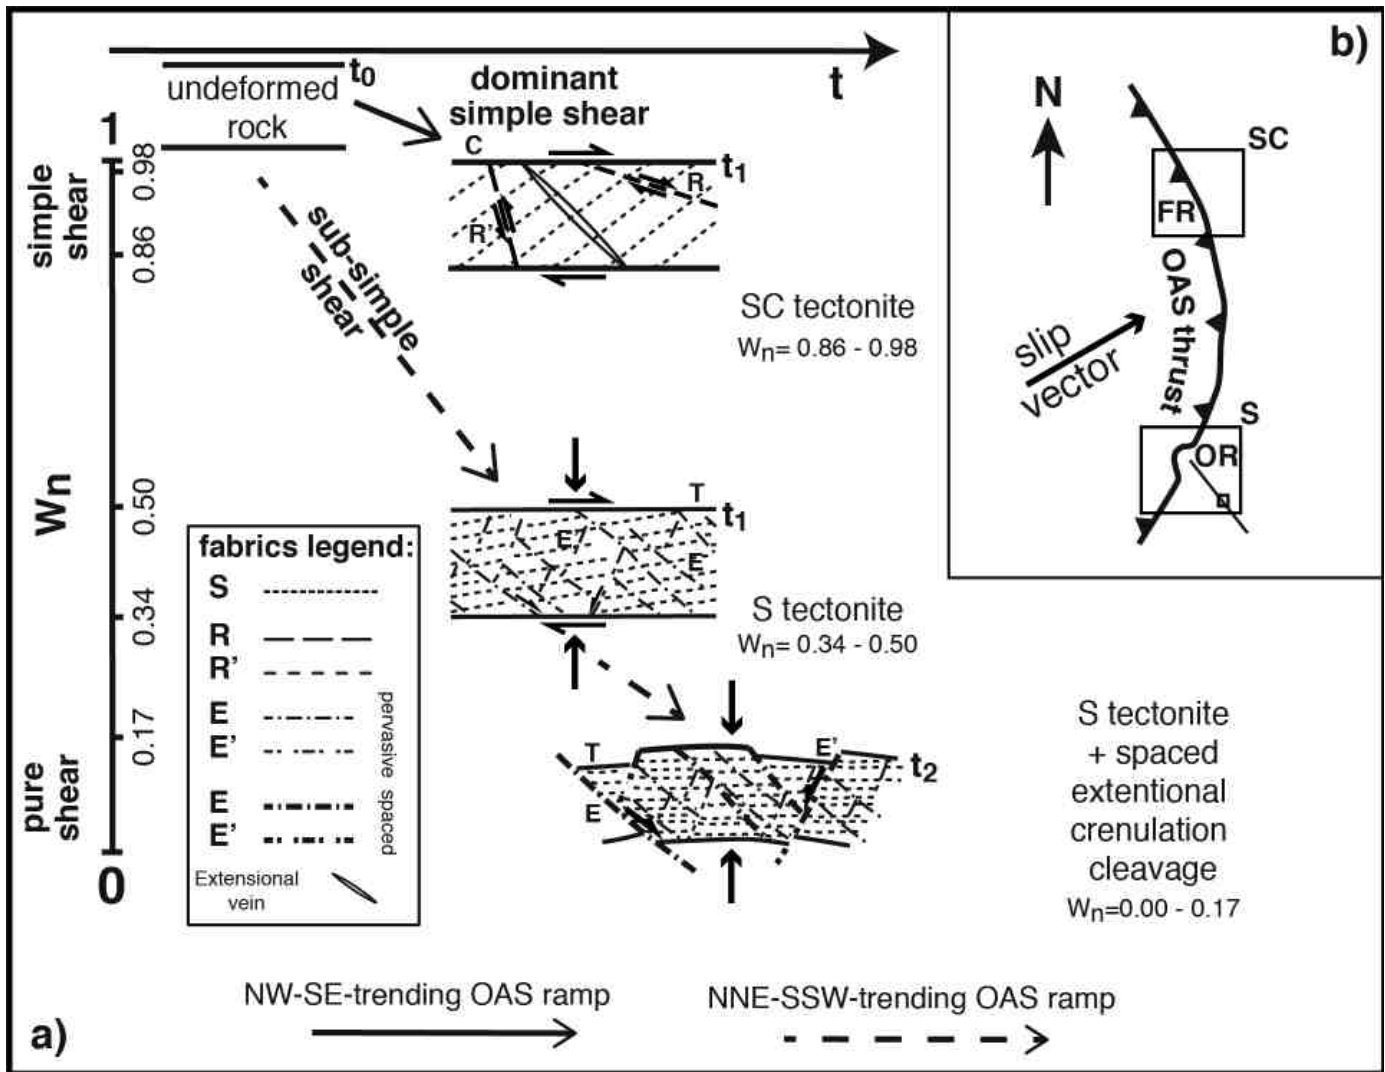 t
t0
undeformed
rock
dominant
simple shear
1
simple
shear
0.98
0.86
C
t1
R
R'
sub-simple
shear
SC tectonite
Wn= 0.86 - 0.98
Wn
0.50
0.34
0.17
T
t1
E'
E
S tectonite
Wn= 0.34 - 0.50
fabrics legend:
S
R
R'
E
E'
pervasive
E
E'
spaced
Extensional
vein
pure
shear
0
T
E'
t2
E
S tectonite
+ spaced
extentional
crenulation
cleavage
Wn=0.00 - 0.17
NW-SE-trending OAS ramp
NNE-SSW-trending OAS ramp
a)
b)
N
SC
FR
OAS thrust
slip
vector
S
OR